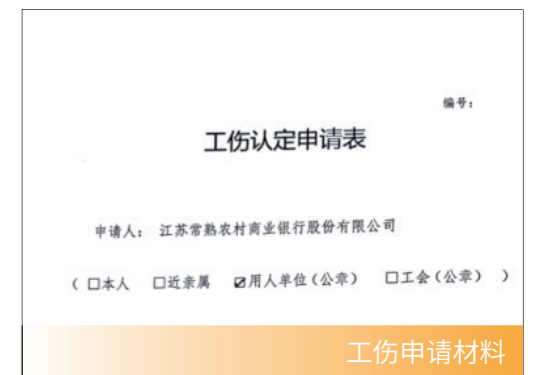 编号：
工伤认定申请表
申请人： 江苏常熟农村商业银行股份有限公司
（ □本人 □近亲属 ☑用人单位（公章） □工会（公章） ）
工伤申请材料